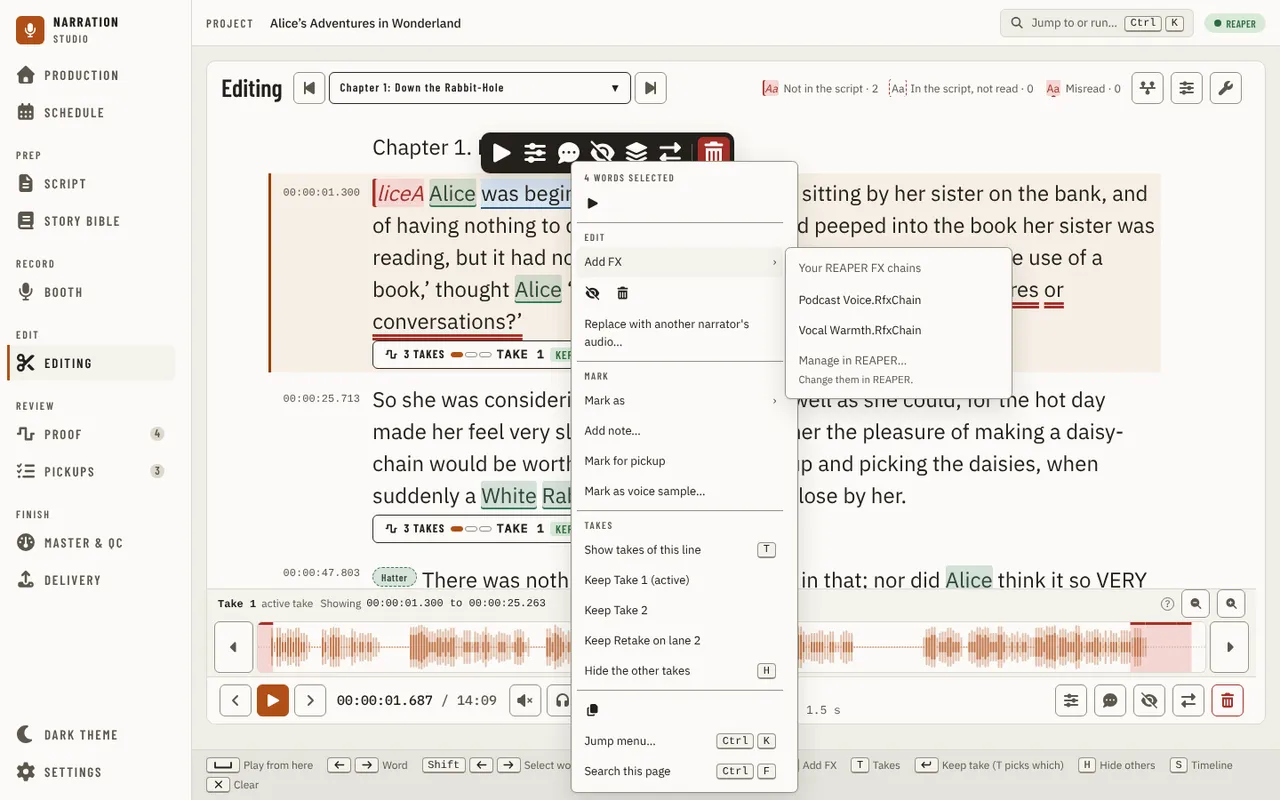 NARRATION
STUDIO
PRODUCTION
SCHEDULE
PREP
SCRIPT
STORY BIBLE
RECORD
BOOTH
EDIT
EDITING
REVIEW
PROOF 4
PICKUPS 3
FINISH
MASTER & QC
DELIVERY
DARK THEME
SETTINGS
PROJECT Alice's Adventures in Wonderland
Jump to or run... Ctrl K
REAPER
Editing
Chapter 1: Down the Rabbit-Hole
Aa Not in the script · 2 Aa In the script, not read · 0 Aa Misread · 0
Chapter 1.
00:00:01.300 liceA Alice was begin sitting by her sister on the bank, and
of having nothing to d peeped into the book her sister was
reading, but it had no e use of a
book,’ thought Alice ‘ res or
conversations?’
3 TAKES TAKE 1
00:00:25.713 So she was consideri well as she could, for the hot day
made her feel very sl her the pleasure of making a daisy-
chain would be worth up and picking the daisies, when
suddenly a White Rab lose by her.
3 TAKES TAKE 1
00:00:47.803 Hatter There was noth in that; nor did Alice think it so VERY
4 WORDS SELECTED
EDIT
Add FX
Replace with another narrator's
audio...
MARK
Mark as
Add note...
Mark for pickup
Mark as voice sample...
TAKES
Show takes of this line T
Keep Take 1 (active)
Keep Take 2
Keep Retake on lane 2
Hide the other takes H
Jump menu... Ctrl K
Search this page Ctrl F
Your REAPER FX chains
Podcast Voice.RfxChain
Vocal Warmth.RfxChain
Manage in REAPER...
Change them in REAPER.
Take 1 active take Showing 00:00:01.300 to 00:00:25.263
00:00:01.687 / 14:09
1.5 s
Play from here Word Shift Select wo Add FX T Takes Keep take (T picks which) H Hide others S Timeline
Clear